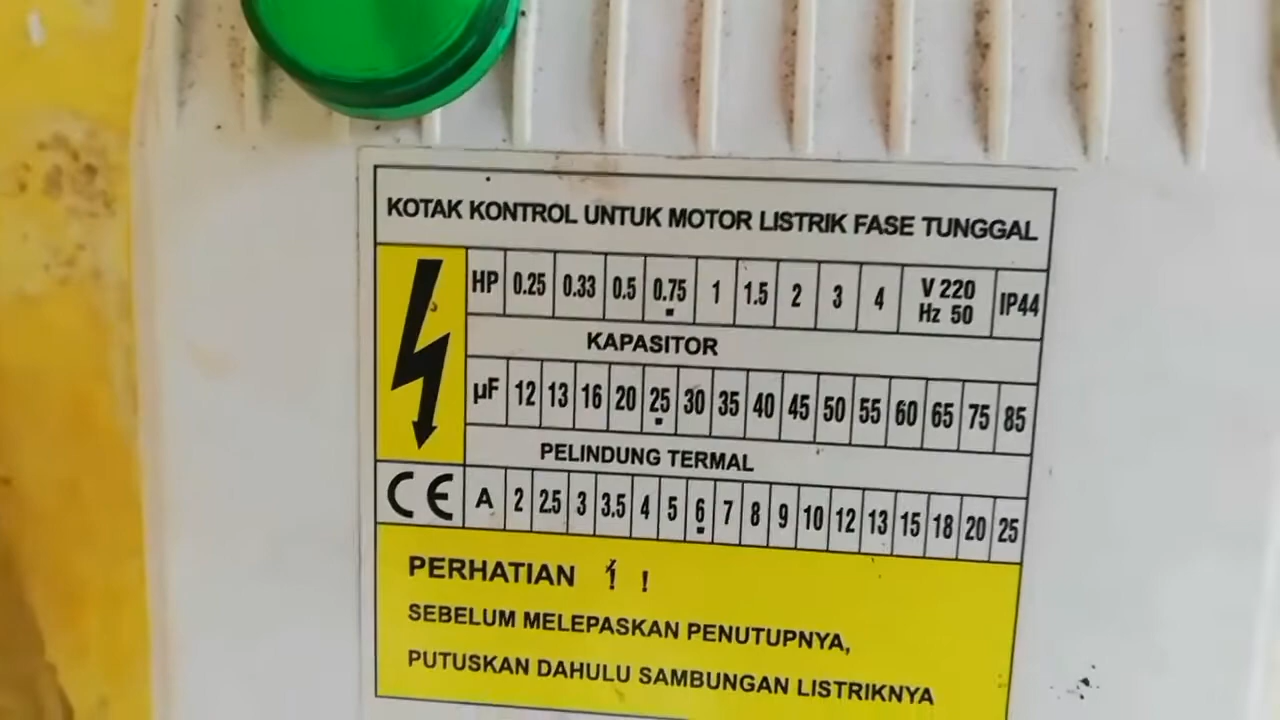 KOTAK KONTROL UNTUK MOTOR LISTRIK FASE TUNGGAL
HP 0.25 0.33 0.5 0.75 1 1.5 2 3 4 V 220 Hz 50 IP44
KAPASITOR
µF 12 13 16 20 25 30 35 40 45 50 55 60 65 75 85
PELINDUNG TERMAL
CE A 2 2.5 3 3.5 4 5 6 7 8 9 10 12 13 15 18 20 25
PERHATIAN ! !
SEBELUM MELEPASKAN PENUTUPNYA,
PUTUSKAN DAHULU SAMBUNGAN LISTRIKNYA